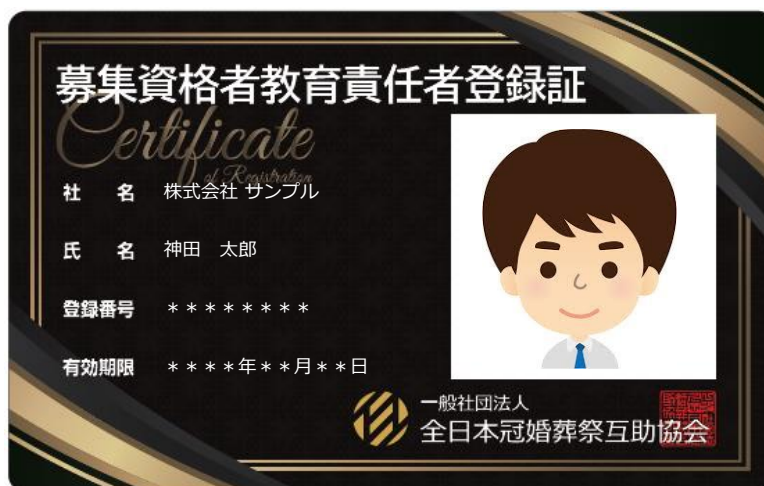 募集資格者教育責任者登録証
Certificate
of Registration
社　名　株式会社 サンプル
氏　名　神田　太郎
登録番号　＊＊＊＊＊＊＊＊
有効期限　＊＊＊＊年＊＊月＊＊日
一般社団法人
全日本冠婚葬祭互助協会